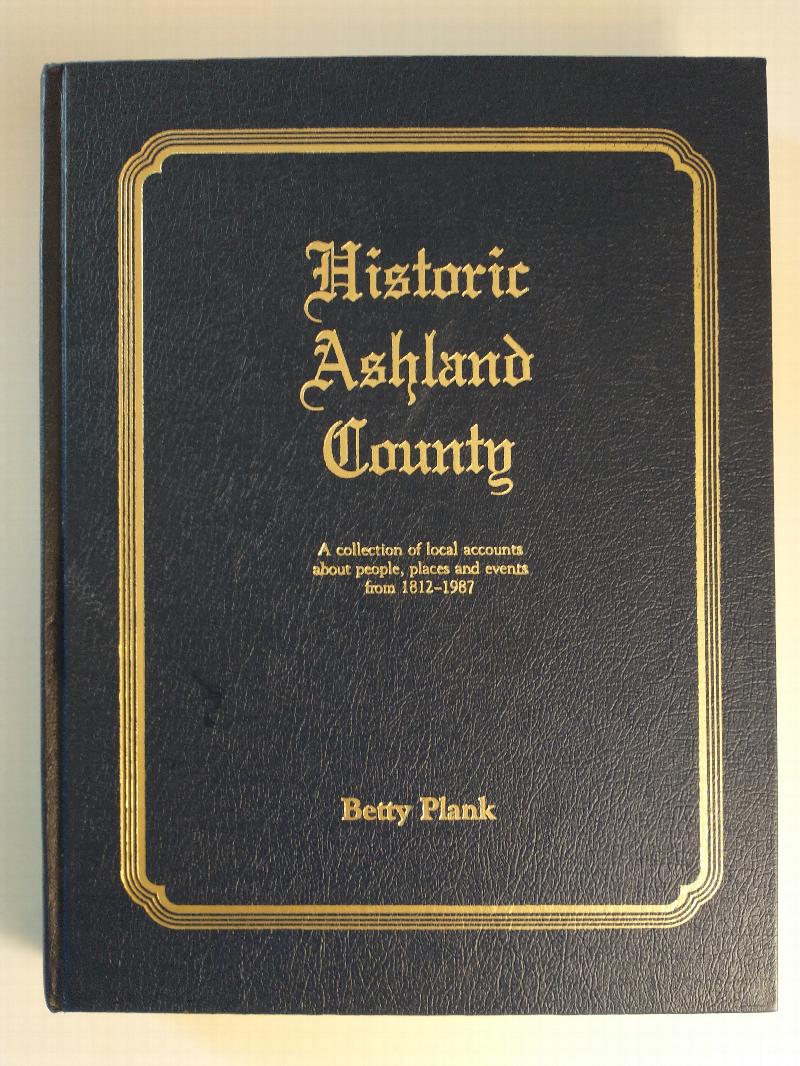 Historic
Ashland
County
A collection of local accounts
about people, places and events
from 1812–1987
Betty Plank